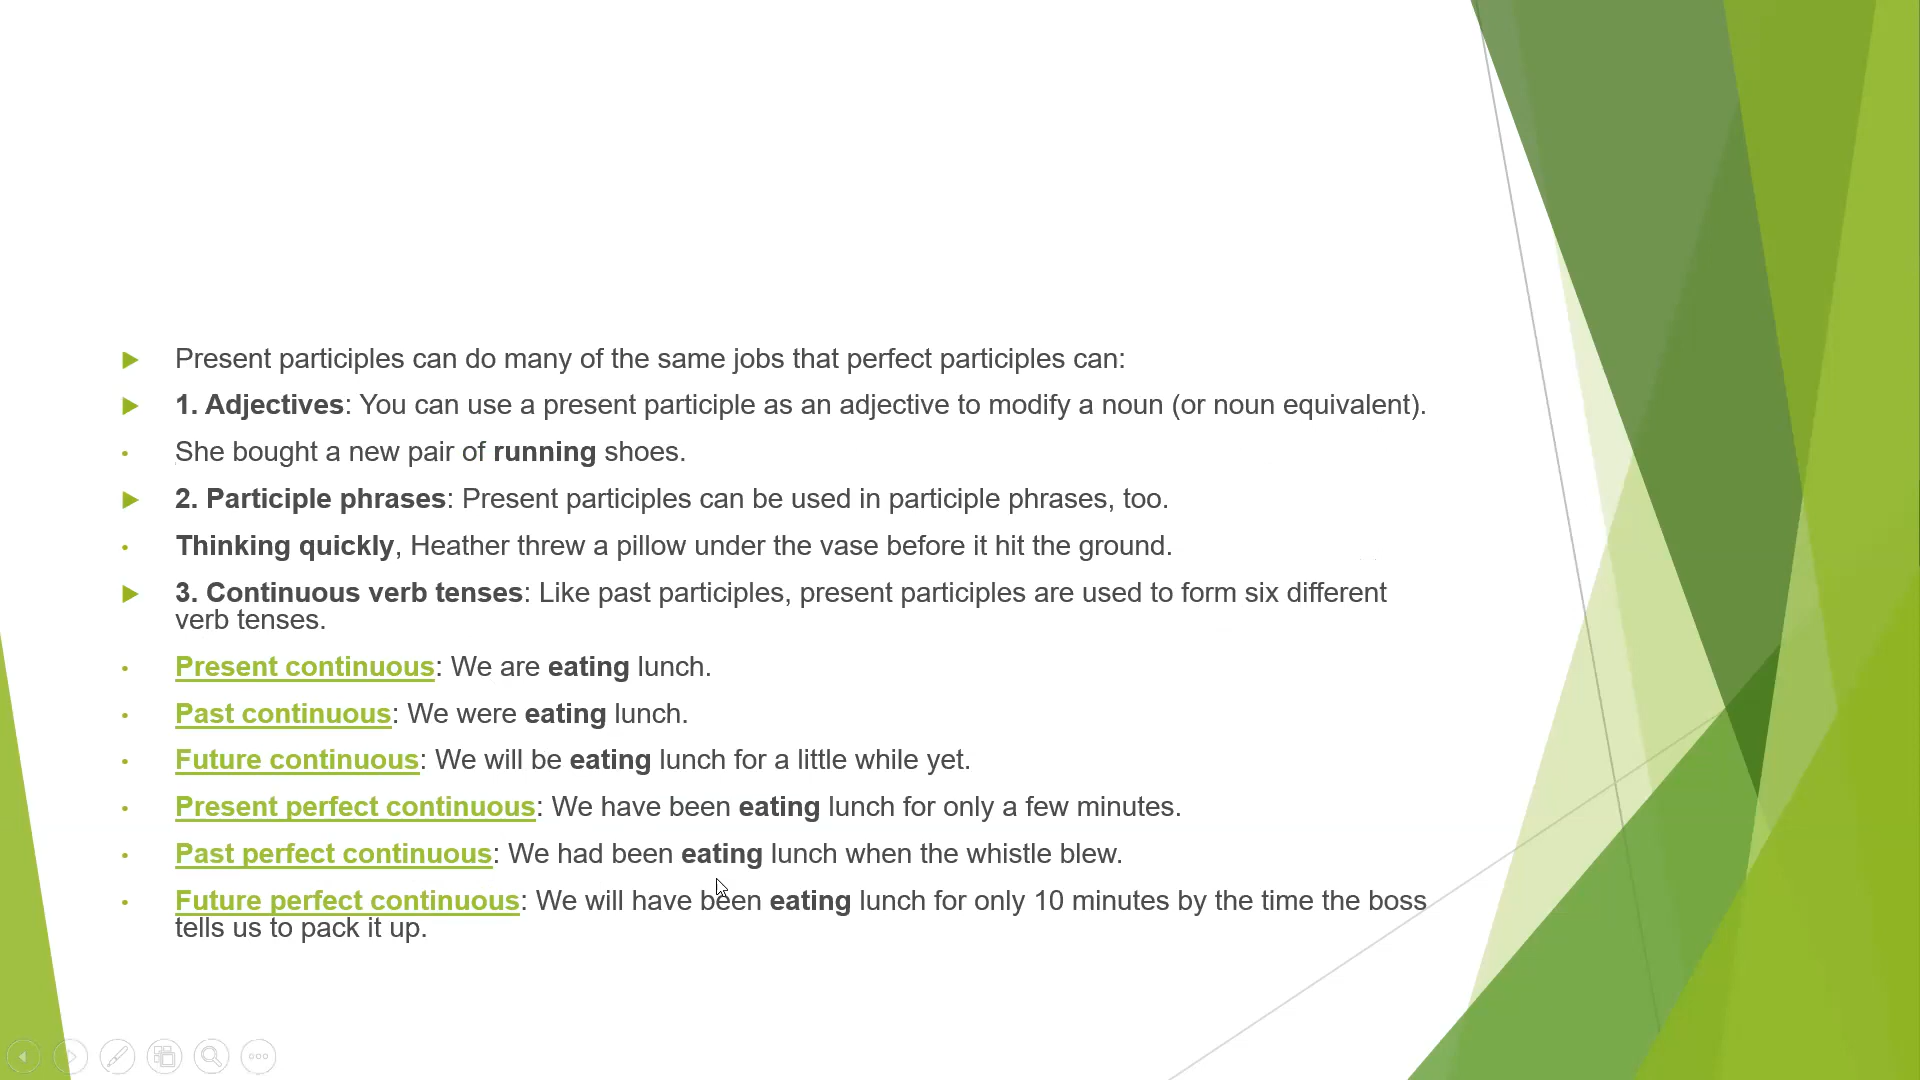 Present participles can do many of the same jobs that perfect participles can:
1. Adjectives: You can use a present participle as an adjective to modify a noun (or noun equivalent).
She bought a new pair of running shoes.
2. Participle phrases: Present participles can be used in participle phrases, too.
Thinking quickly, Heather threw a pillow under the vase before it hit the ground.
3. Continuous verb tenses: Like past participles, present participles are used to form six different
verb tenses.
Present continuous: We are eating lunch.
Past continuous: We were eating lunch.
Future continuous: We will be eating lunch for a little while yet.
Present perfect continuous: We have been eating lunch for only a few minutes.
Past perfect continuous: We had been eating lunch when the whistle blew.
Future perfect continuous: We will have been eating lunch for only 10 minutes by the time the boss
tells us to pack it up.